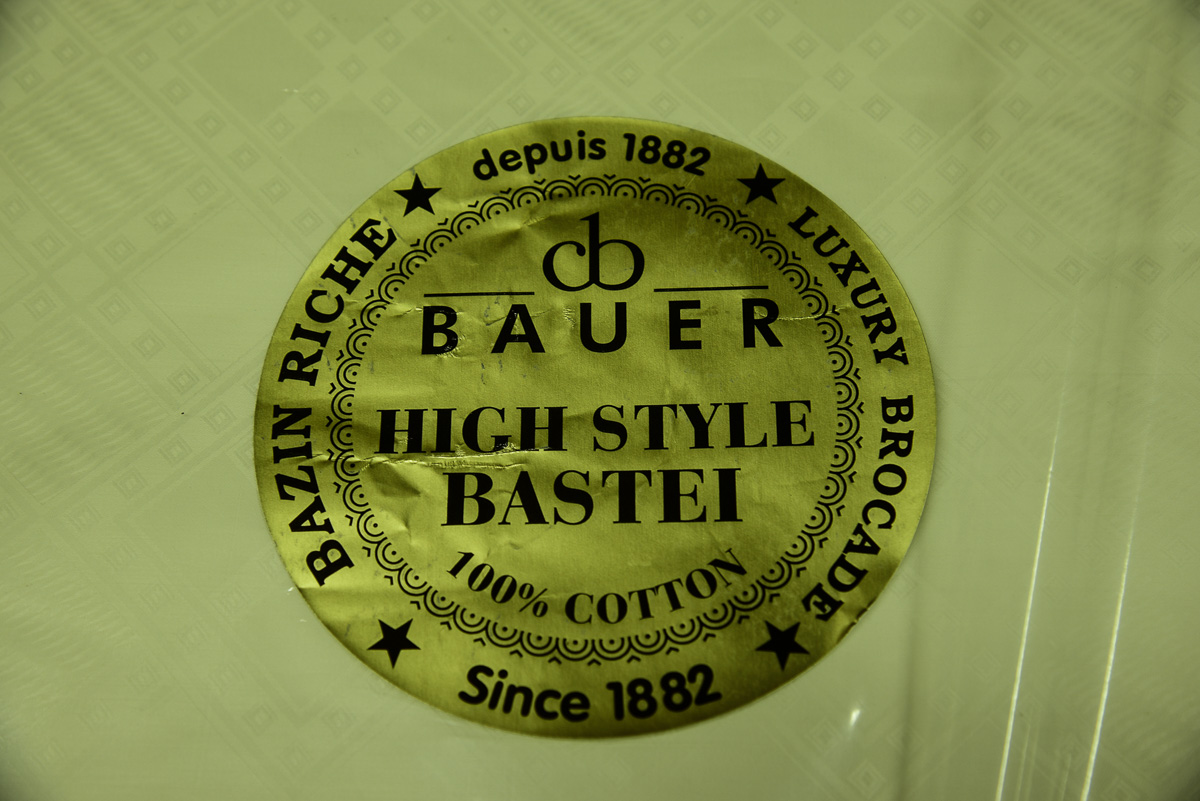 depuis 1882
BAZIN RICHE
LUXURY BROCADE
cb
BAUER
HIGH STYLE
BASTEI
100% COTTON
Since 1882